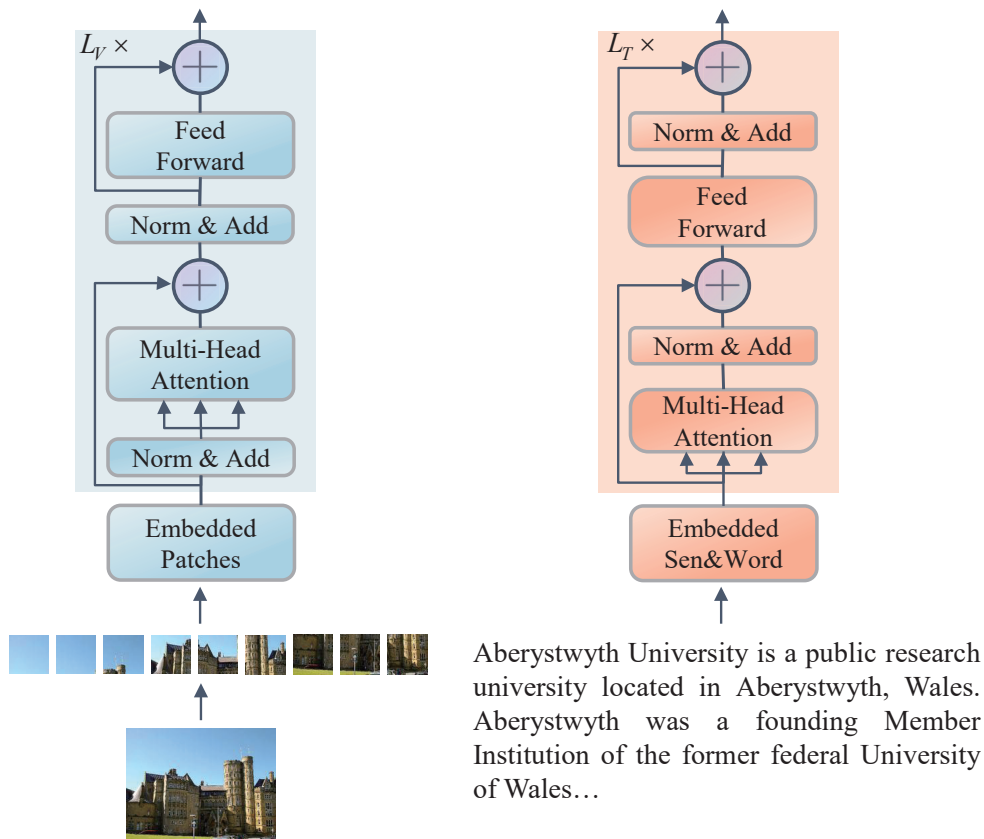 L_V ×
Feed
Forward
Norm & Add
Multi-Head
Attention
Norm & Add
Embedded
Patches
L_T ×
Norm & Add
Feed
Forward
Norm & Add
Multi-Head
Attention
Embedded
Sen&Word
Aberystwyth University is a public research
university located in Aberystwyth, Wales.
Aberystwyth was a founding Member
Institution of the former federal University
of Wales…